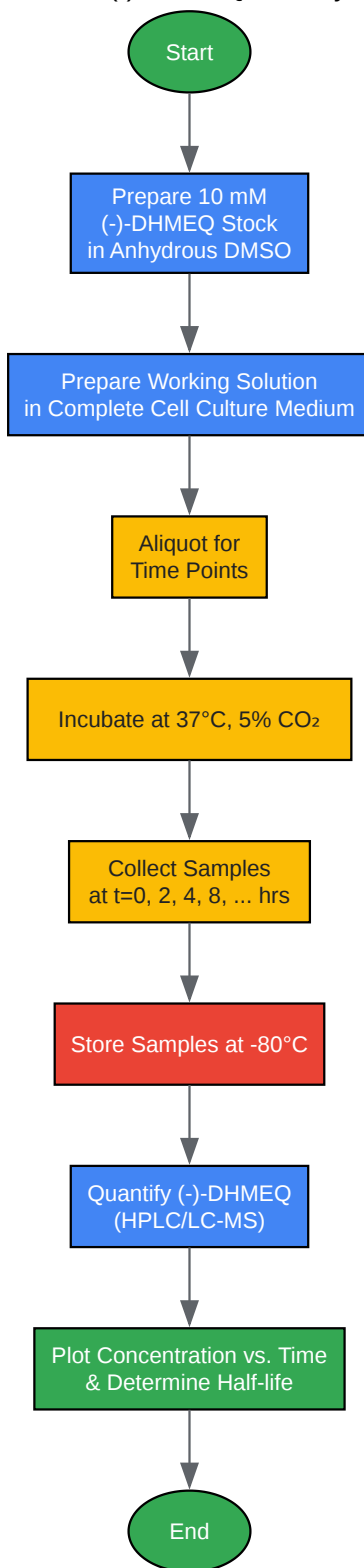 Start
Prepare 10 mM
(-)-DHMEQ Stock
in Anhydrous DMSO
Prepare Working Solution
in Complete Cell Culture Medium
Aliquot for
Time Points
Incubate at 37°C, 5% CO₂
Collect Samples
at t=0, 2, 4, 8, ... hrs
Store Samples at -80°C
Quantify (-)-DHMEQ
(HPLC/LC-MS)
Plot Concentration vs. Time
& Determine Half-life
End